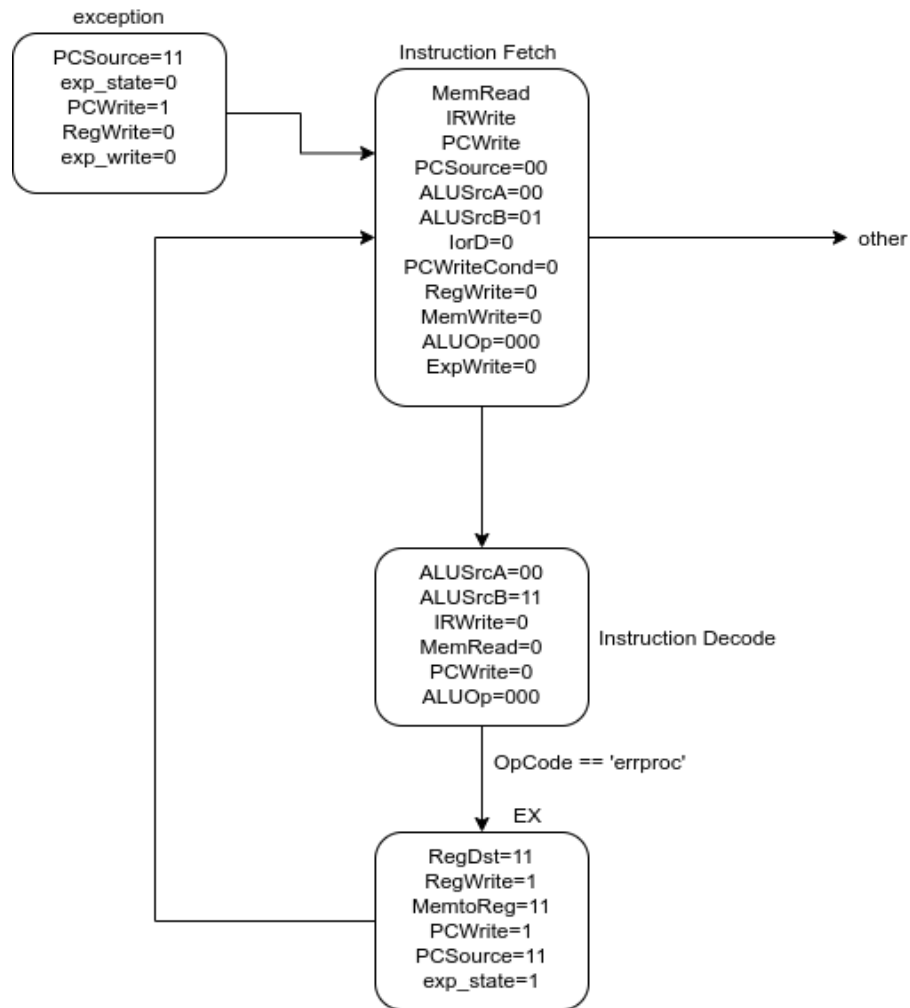 exception
PCSource=11
exp_state=0
PCWrite=1
RegWrite=0
exp_write=0
Instruction Fetch
MemRead
IRWrite
PCWrite
PCSource=00
ALUSrcA=00
ALUSrcB=01
IorD=0
PCWriteCond=0
RegWrite=0
MemWrite=0
ALUOp=000
ExpWrite=0
other
ALUSrcA=00
ALUSrcB=11
IRWrite=0
MemRead=0
PCWrite=0
ALUOp=000
Instruction Decode
OpCode == 'errproc'
EX
RegDst=11
RegWrite=1
MemtoReg=11
PCWrite=1
PCSource=11
exp_state=1